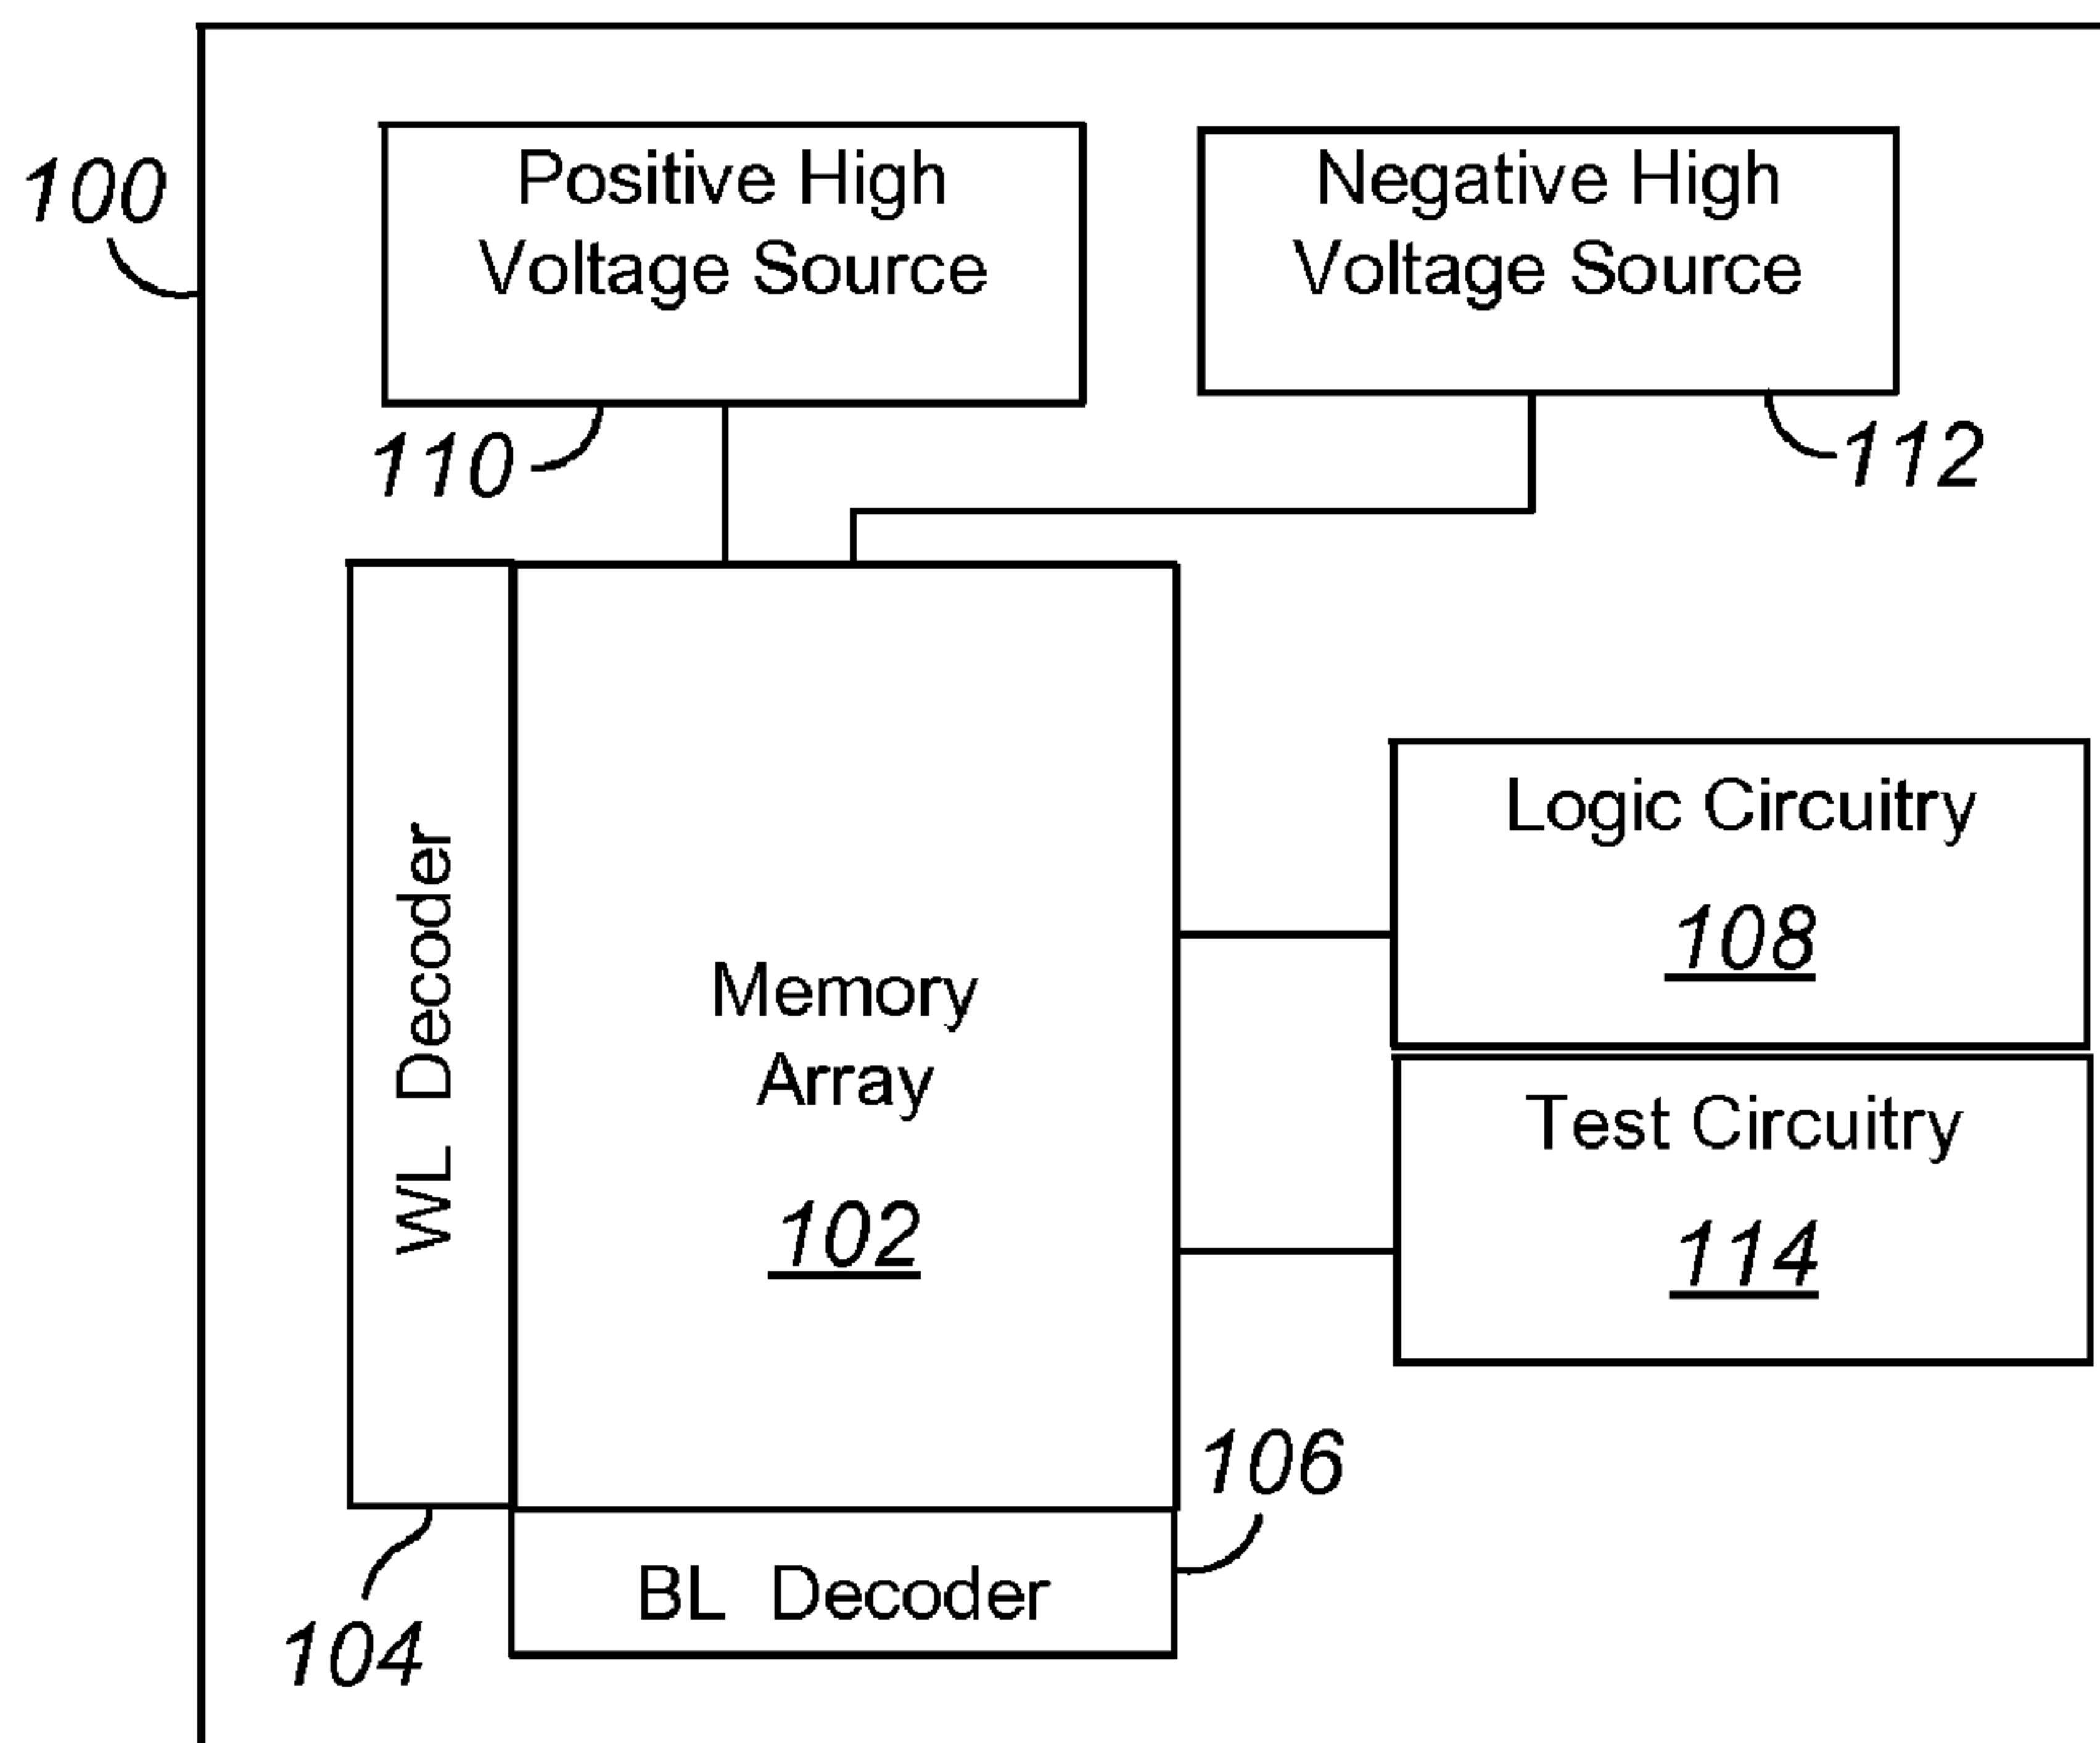 100
Positive High
Voltage Source
110
Negative High
Voltage Source
112
WL Decoder
104
Memory
Array
102
Logic Circuitry
108
Test Circuitry
114
BL Decoder
106